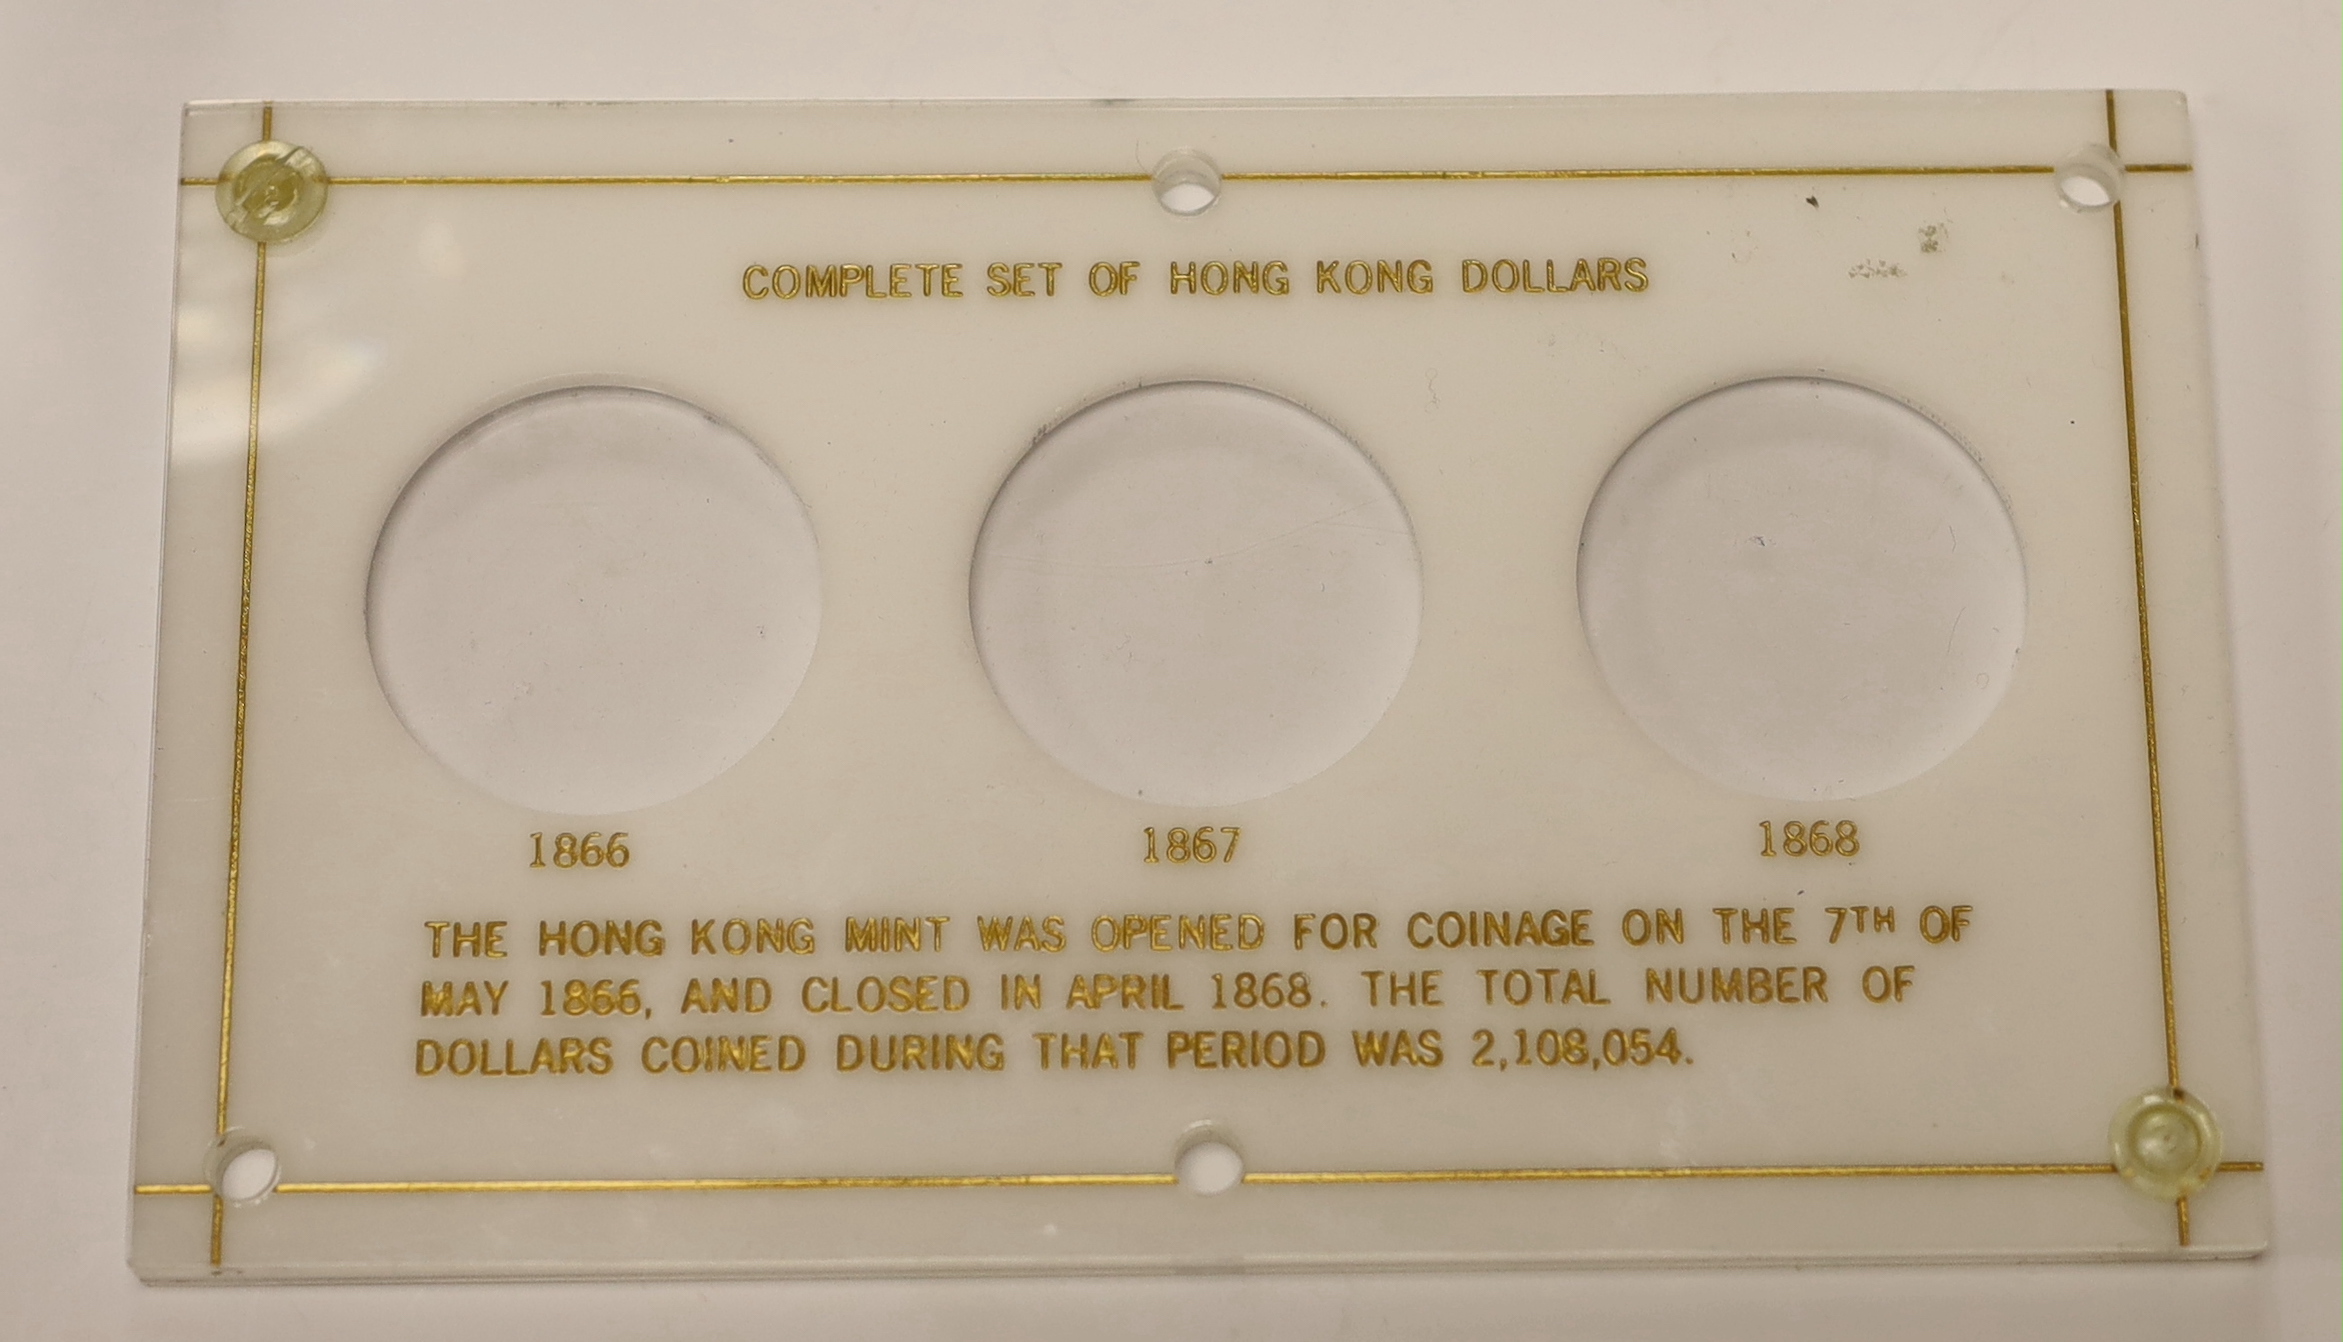 COMPLETE SET OF HONG KONG DOLLARS
1866 1867 1868
THE HONG KONG MINT WAS OPENED FOR COINAGE ON THE 7TH OF
MAY 1866, AND CLOSED IN APRIL 1868. THE TOTAL NUMBER OF
DOLLARS COINED DURING THAT PERIOD WAS 2,108,054.